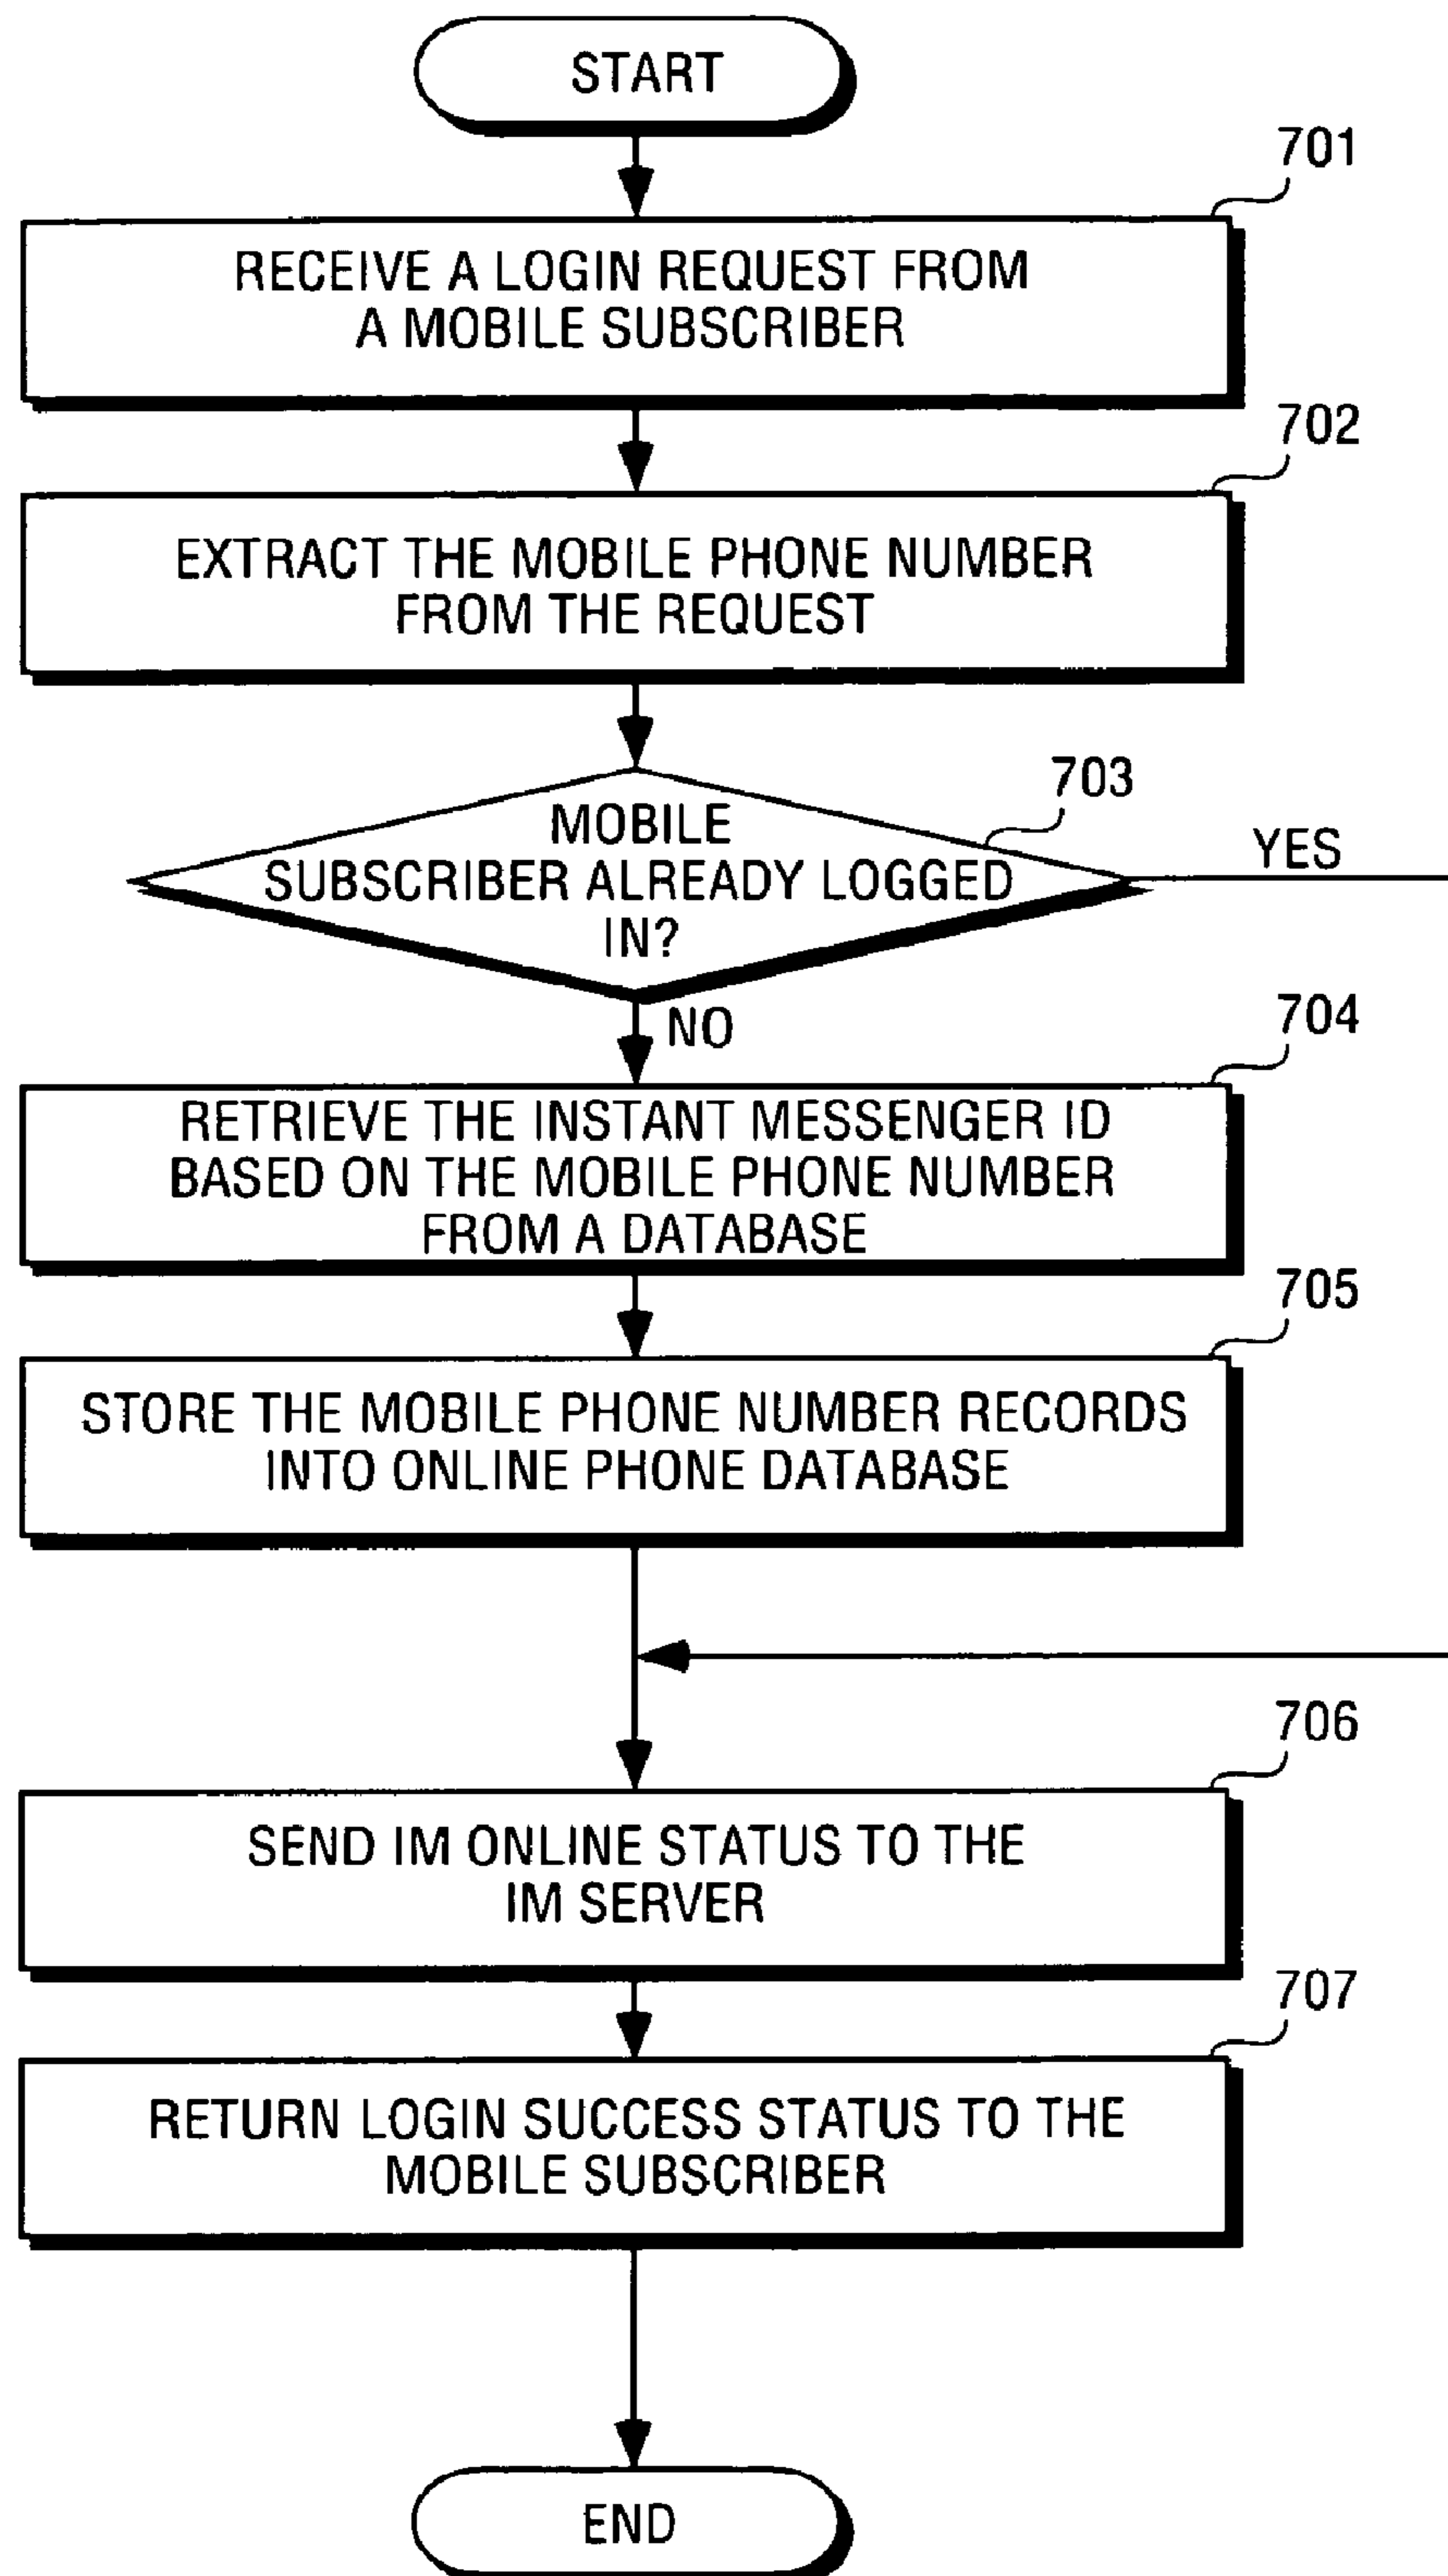 START
701
RECEIVE A LOGIN REQUEST FROM
A MOBILE SUBSCRIBER
702
EXTRACT THE MOBILE PHONE NUMBER
FROM THE REQUEST
703
MOBILE
SUBSCRIBER ALREADY LOGGED
IN?
YES
NO
704
RETRIEVE THE INSTANT MESSENGER ID
BASED ON THE MOBILE PHONE NUMBER
FROM A DATABASE
705
STORE THE MOBILE PHONE NUMBER RECORDS
INTO ONLINE PHONE DATABASE
706
SEND IM ONLINE STATUS TO THE
IM SERVER
707
RETURN LOGIN SUCCESS STATUS TO THE
MOBILE SUBSCRIBER
END